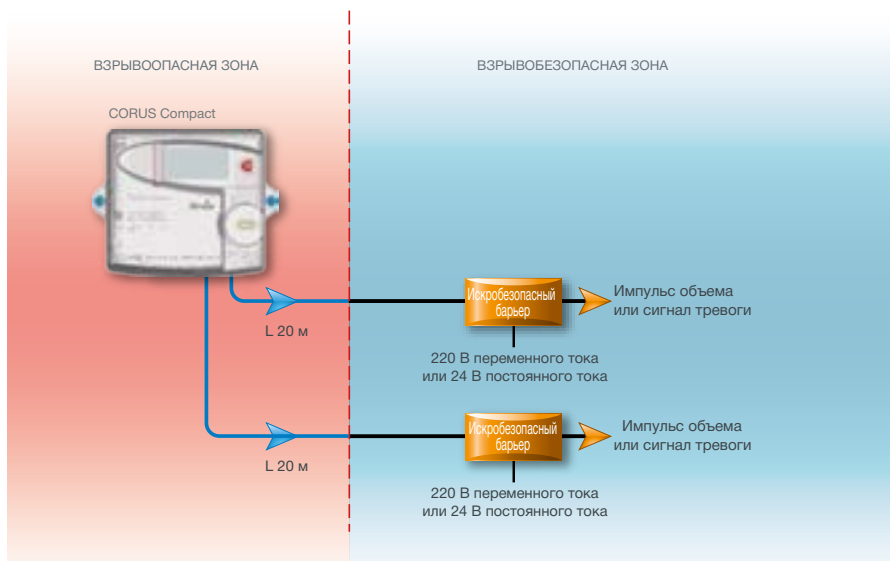 ВЗРЫВООПАСНАЯ ЗОНА
ВЗРЫВОБЕЗОПАСНАЯ ЗОНА
CORUS Compact
Искробезопасный
барьер
Импульс объема
или сигнал тревоги
L 20 м
220 В переменного тока
или 24 В постоянного тока
Искробезопасный
барьер
Импульс объема
или сигнал тревоги
L 20 м
220 В переменного тока
или 24 В постоянного тока